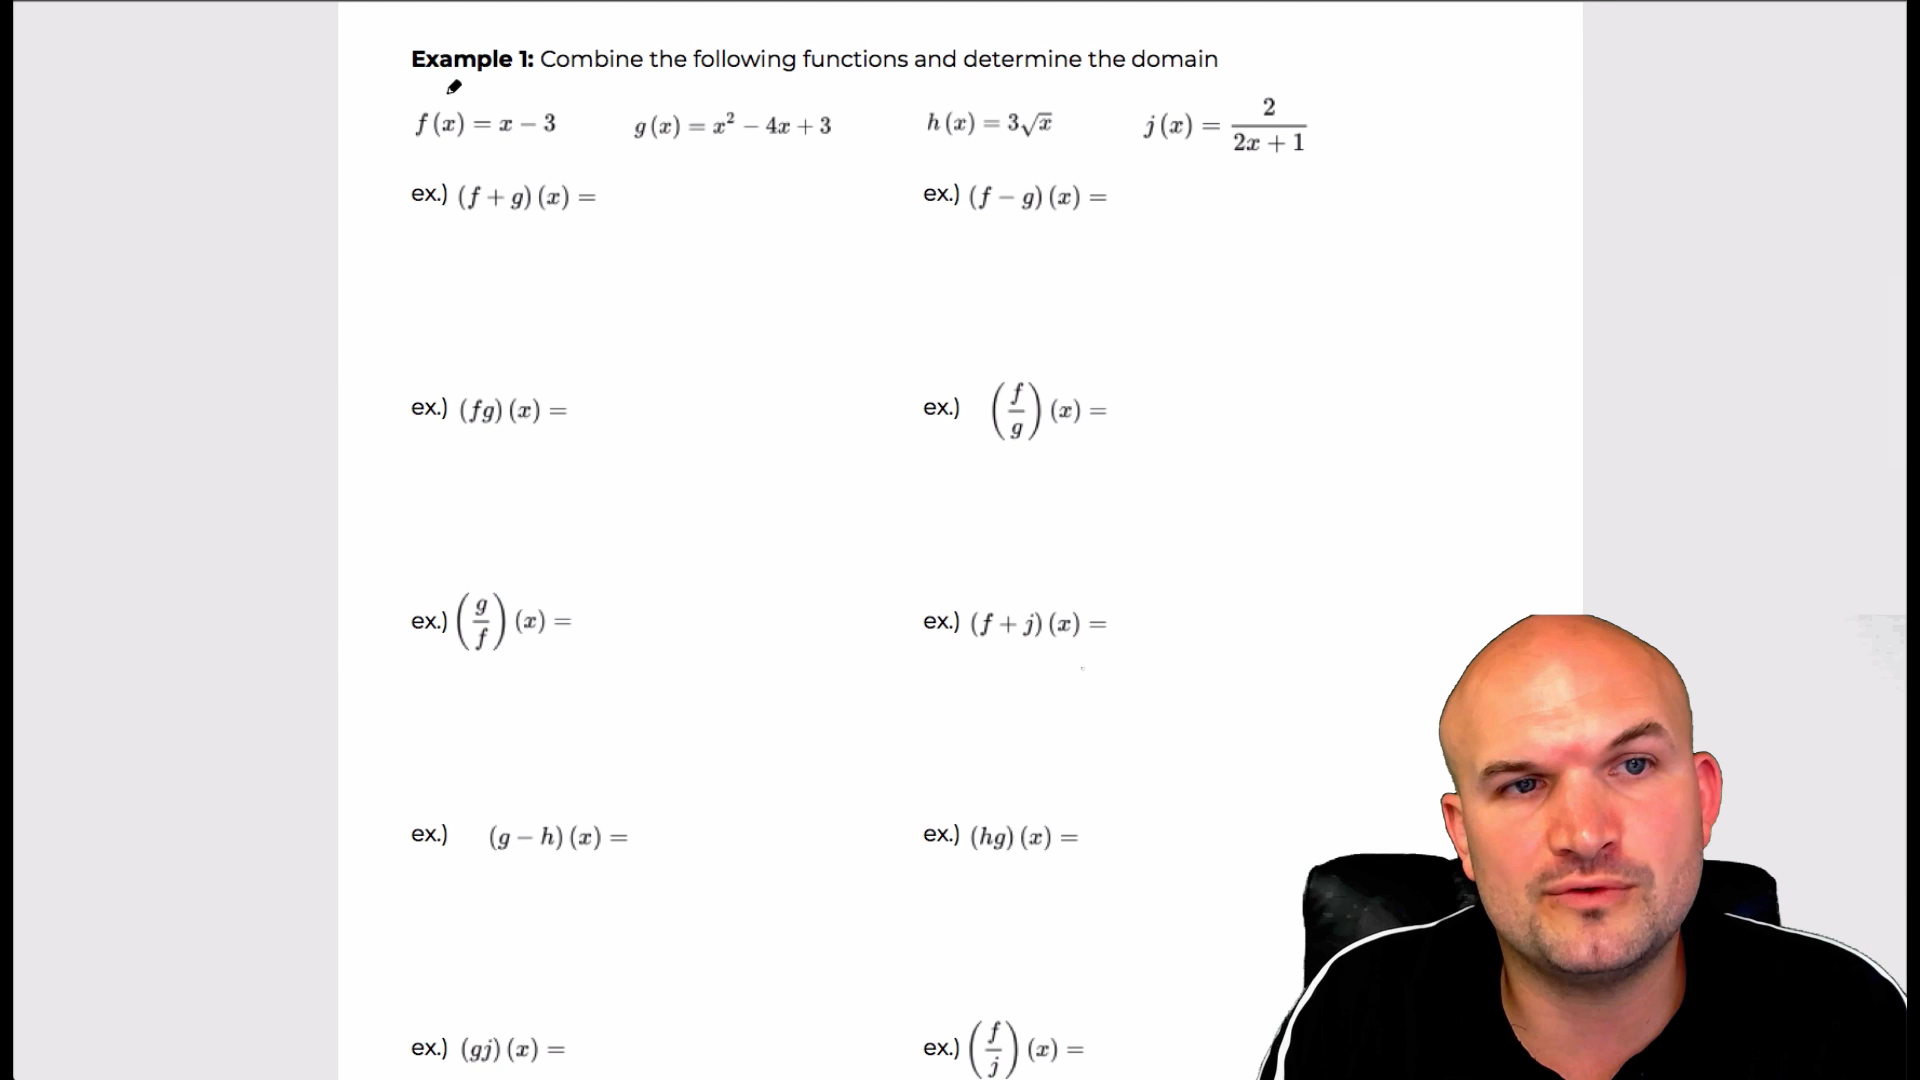 Example 1: Combine the following functions and determine the domain
f(x) = x − 3    g(x) = x² − 4x + 3    h(x) = 3√x    j(x) = 2/(2x + 1)
ex.) (f + g)(x) =    ex.) (f − g)(x) =
ex.) (fg)(x) =    ex.) (f/g)(x) =
ex.) (g/f)(x) =    ex.) (f + j)(x) =
ex.) (g − h)(x) =    ex.) (hg)(x) =
ex.) (gj)(x) =    ex.) (f/j)(x) =